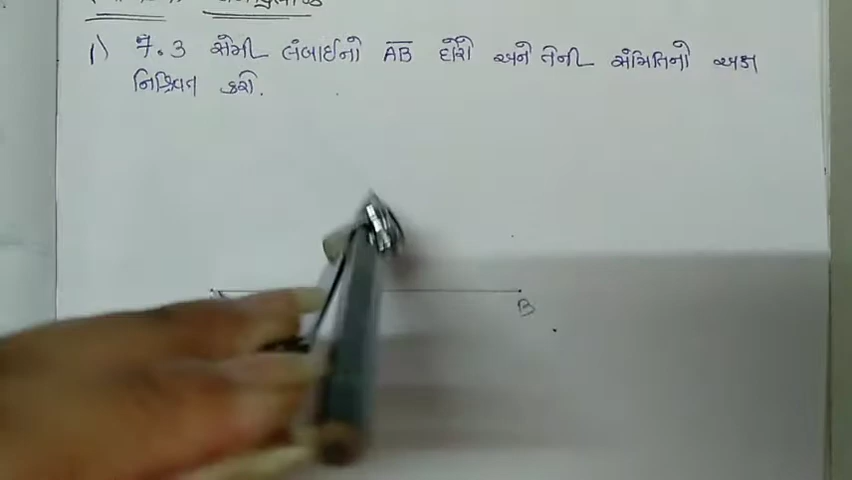 1) 7.3 સેમી લંબાઈનો AB દોરો અને તેની સંમિતિનો અક્ષ
નિશ્ચિત કરો.
B